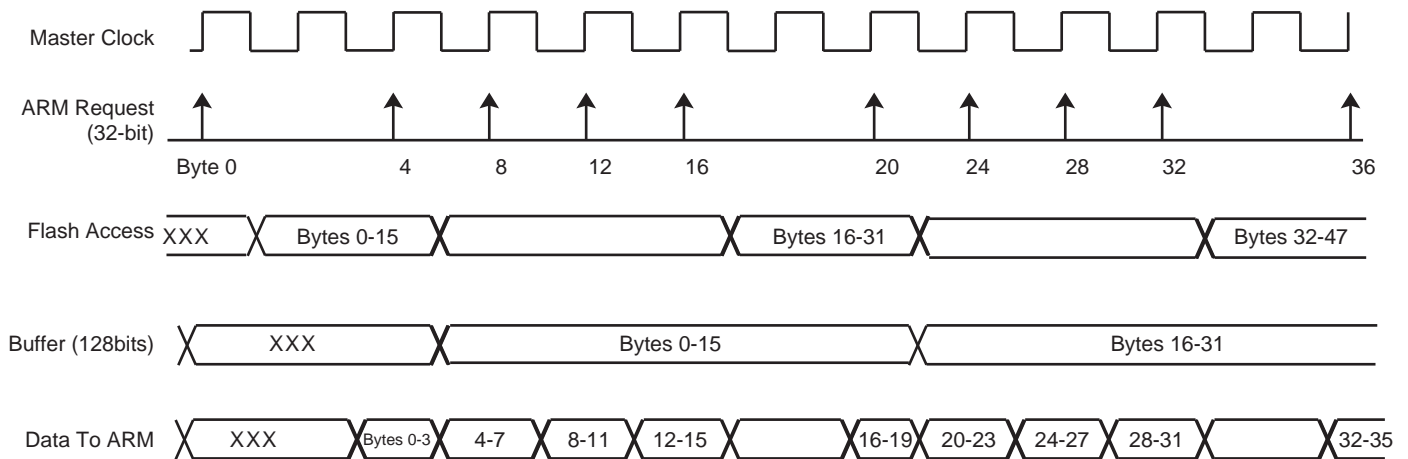 Master Clock
ARM Request
(32-bit)
Byte 0 4 8 12 16 20 24 28 32 36
Flash Access XXX Bytes 0-15 Bytes 16-31 Bytes 32-47
Buffer (128bits) XXX Bytes 0-15 Bytes 16-31
Data To ARM XXX Bytes 0-3 4-7 8-11 12-15 16-19 20-23 24-27 28-31 32-35